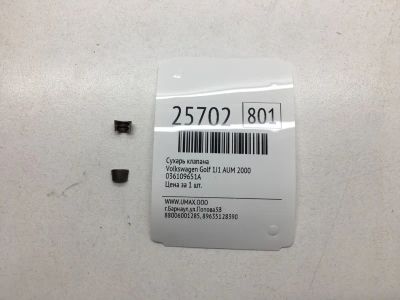 25702 801
Сухарь клапана
Volkswagen Golf 1J1 AUM 2000
036109651A
Цена за 1 шт.
WWW.UMAX.OOO
г.Барнаул,ул.Попова53
88006001285, 89635128390